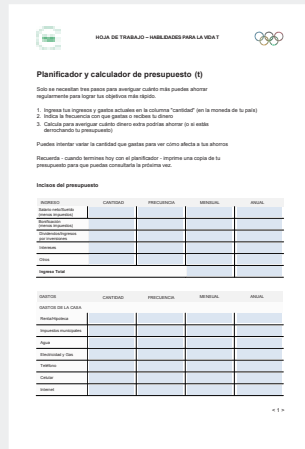 HOJA DE TRABAJO – HABILIDADES PARA LA VIDA T
Planificador y calculador de presupuesto (t)
Solo se necesitan tres pasos para averiguar cuánto más puedes ahorrar
regularmente para lograr tus objetivos más rápido.
1. Ingresa tus ingresos y gastos actuales en la columna "cantidad" (en la moneda de tu país)
2. Indica la frecuencia con que gastas o recibes tu dinero
3. Calcula para averiguar cuánto dinero extra podrías ahorrar (o si estás
derrochando tu presupuesto)
Puedes intentar variar la cantidad que gastas para ver cómo afecta a tus ahorros
Recuerda - cuando termines hoy con el planificador - imprime una copia de tu
presupuesto para que puedas consultarla la próxima vez.
Incisos del presupuesto
INGRESO CANTIDAD FRECUENCIA MENSUAL ANUAL
Salario neto/Sueldo
(menos impuestos)
Bonificación
(menos impuestos)
Dividendos/Ingresos
por inversiones
Intereses
Otros
Ingreso Total
GASTOS CANTIDAD FRECUENCIA MENSUAL ANUAL
GASTOS DE LA CASA
Renta/Hipoteca
Impuestos municipales
Agua
Electricidad y Gas
Teléfono
Celular
Internet
< 1 >